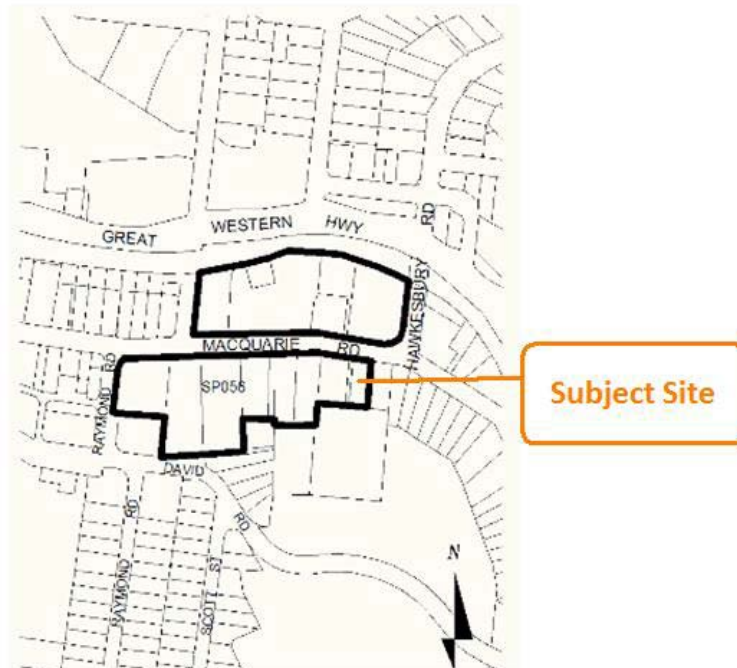 GREAT WESTERN HWY
RD
HAWKESBURY
MACQUARIE RD
RD
RAYMOND
SP056
Subject Site
DAVID
RD
RD
RAYMOND
SCOTT ST
N